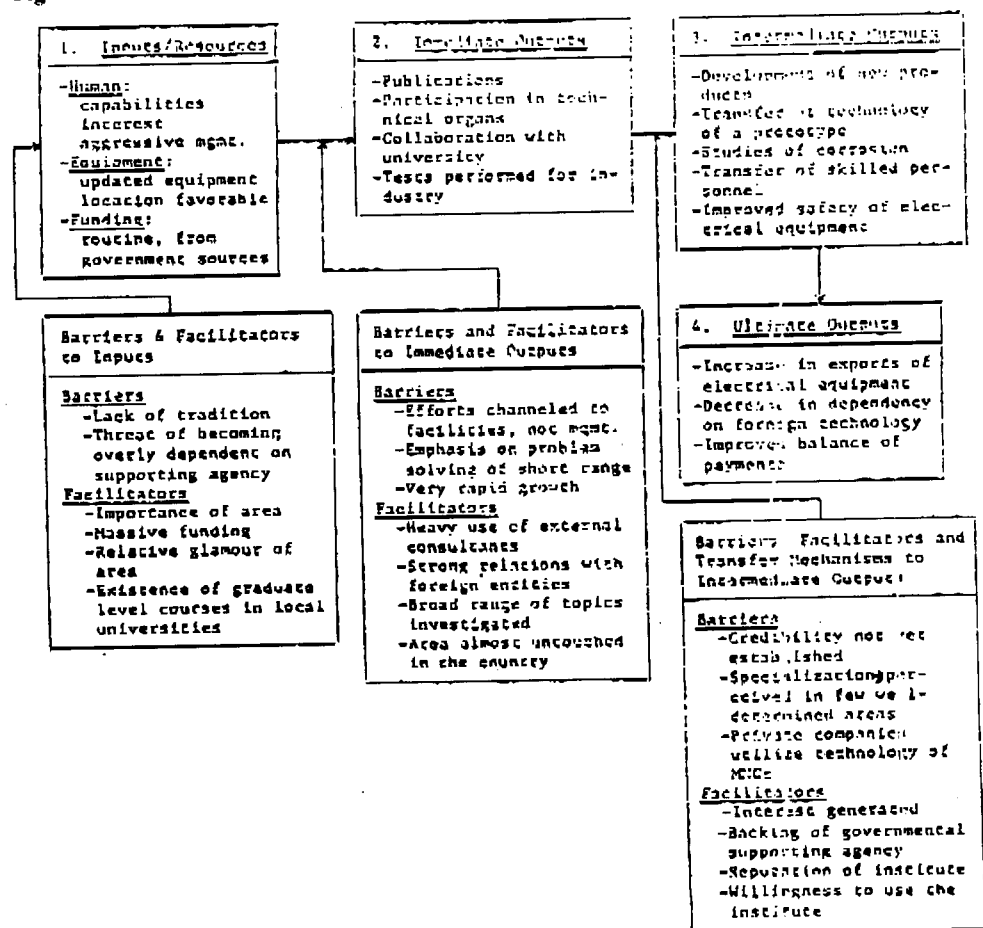 1. Inputs/Resources
-Human:
capabilities
interest
aggressive mgmt.
-Equipment:
updated equipment
location favorable
-Funding:
routine, from
government sources
2. Immediate Outputs
-Publications
-Participation in tech-
nical organs
-Collaboration with
university
-Tests performed for in-
dustry
3. Intermediate Outputs
-Development of new pro-
ducts
-Transfer of technology
of a prototype
-Studies of corrosion
-Transfer of skilled per-
sonnel
-Improved safety of elec-
trical equipment
Barriers & Facilitators
to Inputs
Barriers
-Lack of tradition
-Threat of becoming
overly dependent on
supporting agency
Facilitators
-Importance of area
-Massive funding
-Relative glamour of
area
-Existence of graduate
level courses in local
universities
Barriers and Facilitators
to Immediate Outputs
Barriers
-Efforts channeled to
facilities, not mgmt.
-Emphasis on problem
solving of short range
-Very rapid growth
Facilitators
-Heavy use of external
consultants
-Strong relations with
foreign entities
-Broad range of topics
investigated
-Area almost untouched
in the country
4. Ultimate Outputs
-Increase in exports of
electrical equipment
-Decrease in dependency
on foreign technology
-Improved balance of
payments
Barriers Facilitators and
Transfer Mechanisms to
Intermediate Outputs
Barriers
-Credibility not yet
established
-Specialization per-
ceived in few well-
determined areas
-Private companies
utilize technology of
MNCs
Facilitators
-Interest generated
-Backing of governmental
supporting agency
-Reputation of institute
-Willingness to use the
institute